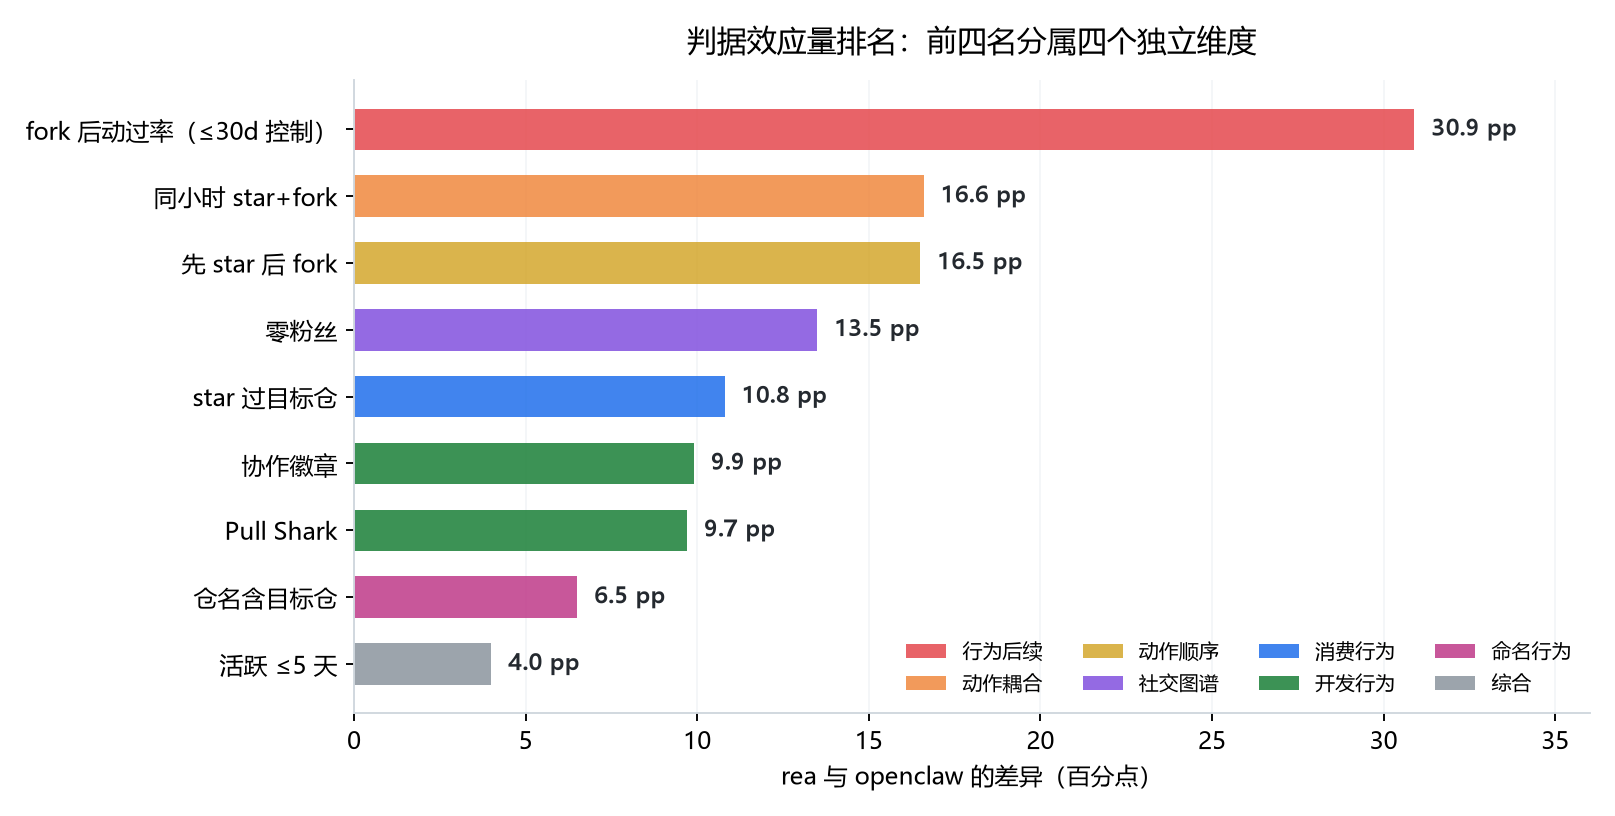 判据效应量排名：前四名分属四个独立维度
fork 后动过率（≤30d 控制）
30.9 pp
同小时 star+fork
16.6 pp
先 star 后 fork
16.5 pp
零粉丝
13.5 pp
star 过目标仓
10.8 pp
协作徽章
9.9 pp
Pull Shark
9.7 pp
仓名含目标仓
6.5 pp
活跃 ≤5 天
4.0 pp
行为后续 动作顺序 消费行为 命名行为
动作耦合 社交图谱 开发行为 综合
0 5 10 15 20 25 30 35
rea 与 openclaw 的差异（百分点）